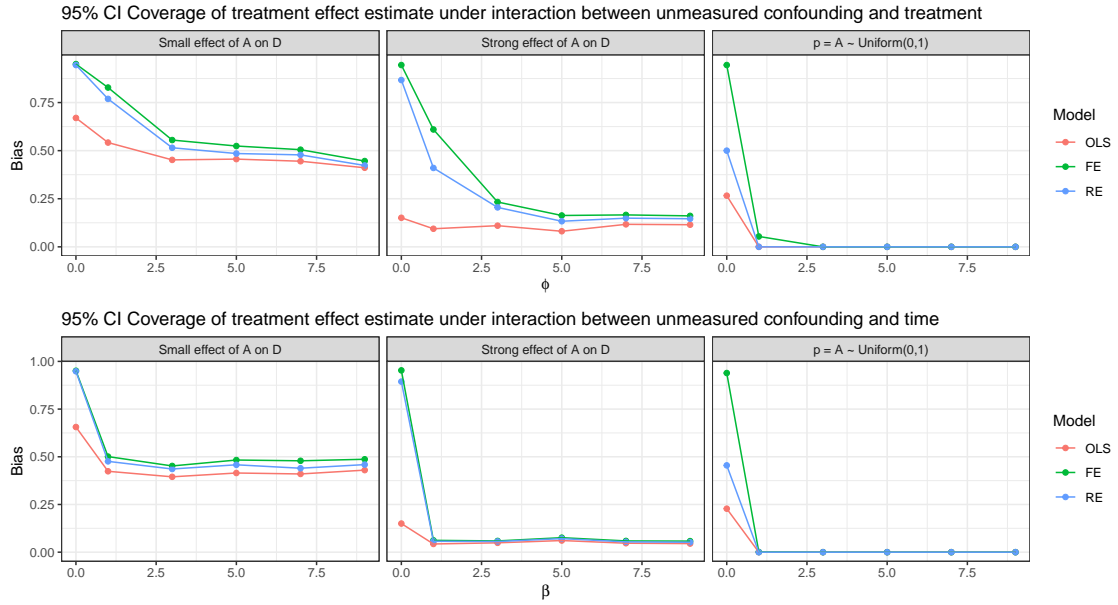 95% CI Coverage of treatment effect estimate under interaction between unmeasured confounding and treatment
Small effect of A on D
Strong effect of A on D
p = A ~ Uniform(0,1)
Bias
0.75
0.50
0.25
0.00
0.0 2.5 5.0 7.5
0.0 2.5 5.0 7.5
0.0 2.5 5.0 7.5
ϕ
Model
OLS
FE
RE
95% CI Coverage of treatment effect estimate under interaction between unmeasured confounding and time
Small effect of A on D
Strong effect of A on D
p = A ~ Uniform(0,1)
Bias
1.00
0.75
0.50
0.25
0.00
0.0 2.5 5.0 7.5
0.0 2.5 5.0 7.5
0.0 2.5 5.0 7.5
β
Model
OLS
FE
RE